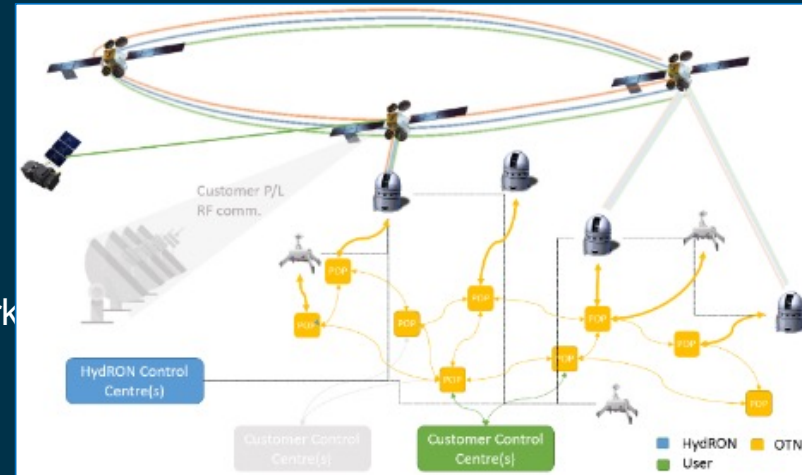 Customer P/L
RF comm.
POP
POP
POP
POP
POP
POP
POP
POP
POP
HydRON Control
Centre(s)
Customer Control
Centre(s)
Customer Control
Centre(s)
HydRON
OTN
User